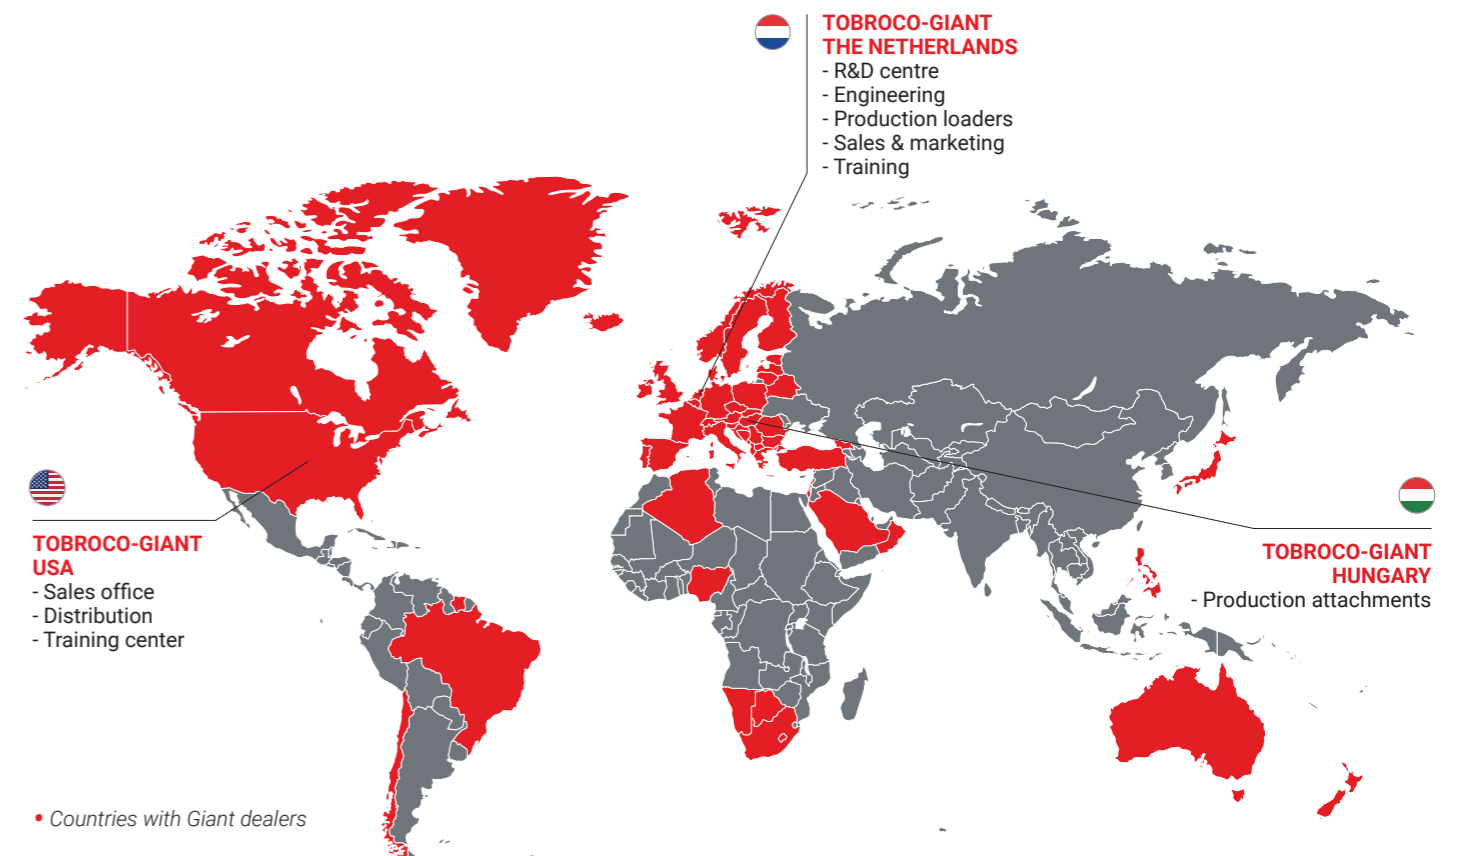 TOBROCO-GIANT
THE NETHERLANDS
- R&D centre
- Engineering
- Production loaders
- Sales & marketing
- Training
TOBROCO-GIANT
USA
- Sales office
- Distribution
- Training center
TOBROCO-GIANT
HUNGARY
- Production attachments
• Countries with Giant dealers